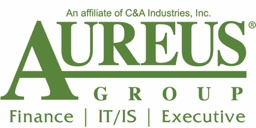 An affiliate of C&A Industries, Inc.
AUREUS®
GROUP
Finance | IT/IS | Executive